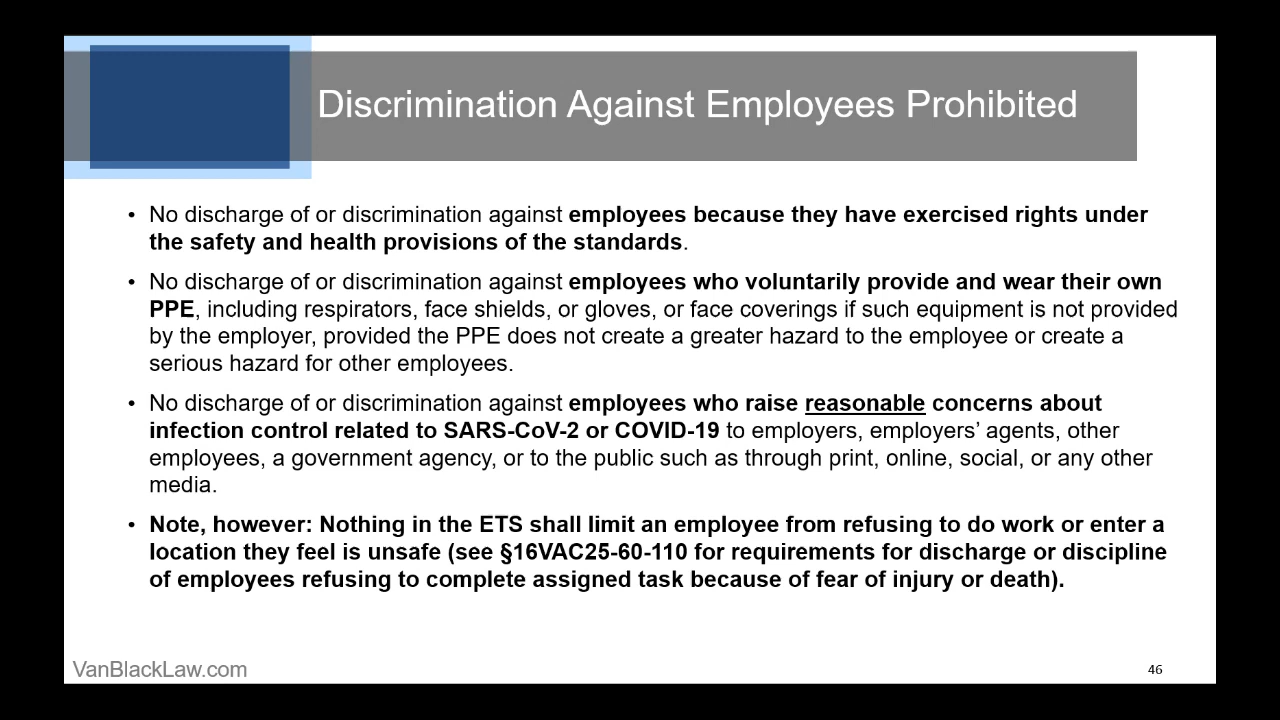 Discrimination Against Employees Prohibited
• No discharge of or discrimination against employees because they have exercised rights under
the safety and health provisions of the standards.
• No discharge of or discrimination against employees who voluntarily provide and wear their own
PPE, including respirators, face shields, or gloves, or face coverings if such equipment is not provided
by the employer, provided the PPE does not create a greater hazard to the employee or create a
serious hazard for other employees.
• No discharge of or discrimination against employees who raise reasonable concerns about
infection control related to SARS-CoV-2 or COVID-19 to employers, employers’ agents, other
employees, a government agency, or to the public such as through print, online, social, or any other
media.
• Note, however: Nothing in the ETS shall limit an employee from refusing to do work or enter a
location they feel is unsafe (see §16VAC25-60-110 for requirements for discharge or discipline
of employees refusing to complete assigned task because of fear of injury or death).
VanBlackLaw.com
46